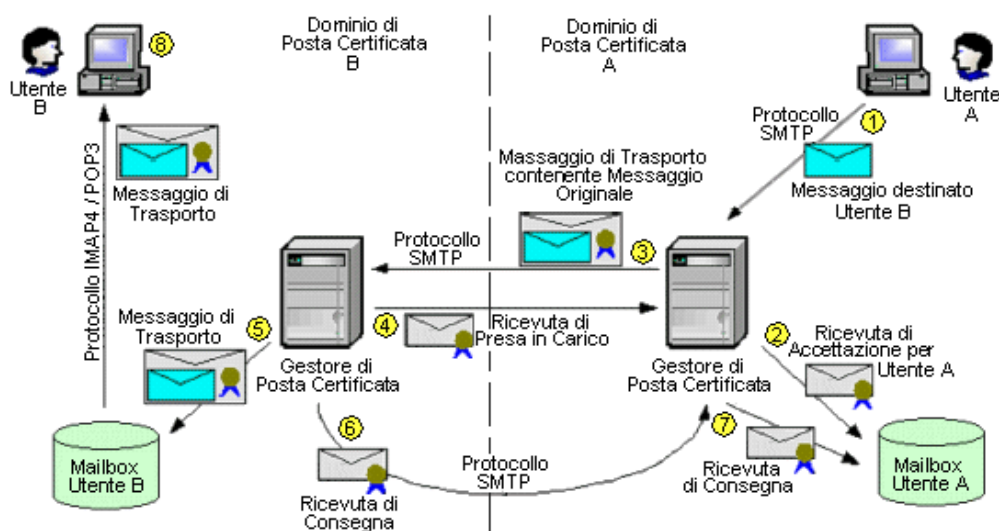 Dominio di
Posta Certificata
B
Dominio di
Posta Certificata
A
8
Utente
B
Utente
A
Protocollo
SMTP
1
Messaggio destinato
Utente B
Messaggio di
Trasporto
Massaggio di Trasporto
contenente Messaggio
Originale
Protocollo
SMTP
3
Protocollo IMAP4 / POP3
4
Ricevuta di
Presa in Carico
Messaggio di
Trasporto
5
Gestore di
Posta Certificata
Gestore di
Posta Certificata
2
Ricevuta di
Accettazione per
Utente A
6
7
Ricevuta di
Consegna
Protocollo
SMTP
Ricevuta
di Consegna
Mailbox
Utente B
Mailbox
Utente A